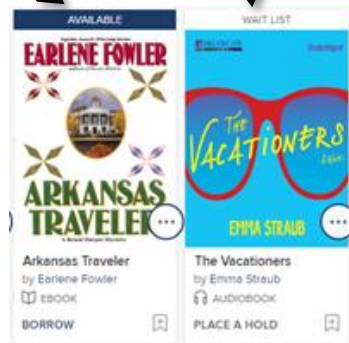 AVAILABLE
EARLENE FOWLER
ARKANSAS
TRAVELER
Arkansas Traveler
by Earlene Fowler
EBOOK
BORROW
WAIT LIST
Unabridged
THE
VACATIONERS
EMMA STRAUB
The Vacationers
by Emma Straub
AUDIOBOOK
PLACE A HOLD